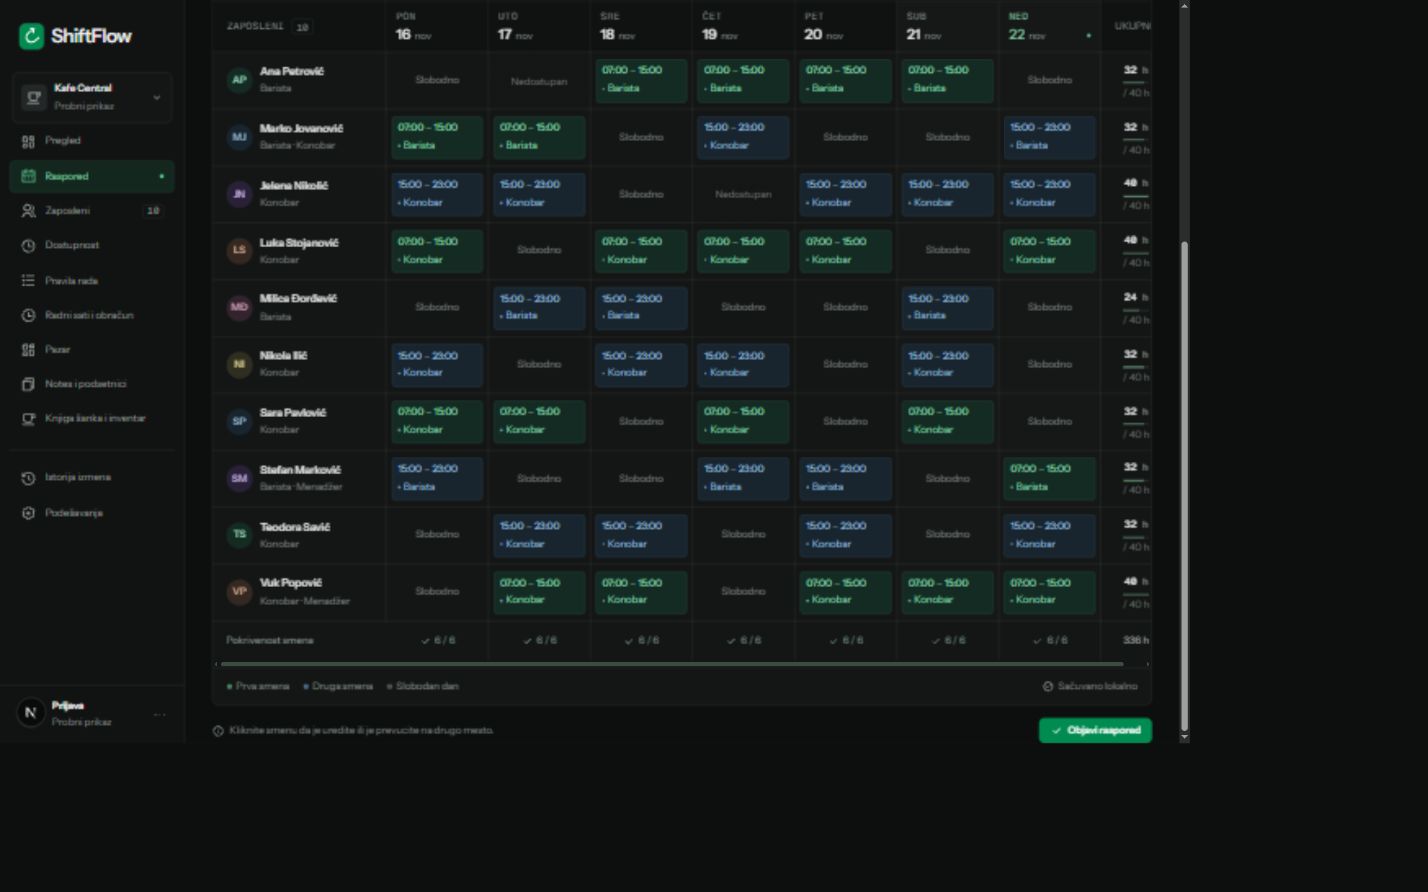 ShiftFlow
Kafe Central
Probni prikaz
Pregled
Raspored
Zaposleni 10
Dostupnost
Pravila rada
Radni sati i obračun
Pazar
Notes i podsetnici
Knjiga šanka i inventar
Istorija izmena
Podešavanja
N Prijava
Probni prikaz
ZAPOSLENI 10 PON 16 nov UTO 17 nov SRE 18 nov ČET 19 nov PET 20 nov SUB 21 nov NED 22 nov UKUPNO
AP Ana Petrović Slobodno Nedostupan 07:00 – 15:00 07:00 – 15:00 07:00 – 15:00 07:00 – 15:00 Slobodno 32 h
Barista Barista Barista Barista Barista / 40 h
MJ Marko Jovanović 07:00 – 15:00 07:00 – 15:00 Slobodno 15:00 – 23:00 Slobodno Slobodno 15:00 – 23:00 32 h
Barista · Konobar Barista Barista Konobar Barista / 40 h
JN Jelena Nikolić 15:00 – 23:00 15:00 – 23:00 Slobodno Nedostupan 15:00 – 23:00 15:00 – 23:00 15:00 – 23:00 40 h
Konobar Konobar Konobar Konobar Konobar Konobar / 40 h
LS Luka Stojanović 07:00 – 15:00 Slobodno 07:00 – 15:00 07:00 – 15:00 07:00 – 15:00 Slobodno 07:00 – 15:00 40 h
Konobar Konobar Konobar Konobar Konobar Konobar / 40 h
MĐ Milica Đorđević Slobodno 15:00 – 23:00 15:00 – 23:00 Slobodno Slobodno 15:00 – 23:00 Slobodno 24 h
Barista Barista Barista Barista / 40 h
NI Nikola Ilić 15:00 – 23:00 Slobodno 15:00 – 23:00 15:00 – 23:00 Slobodno 15:00 – 23:00 Slobodno 32 h
Konobar Konobar Konobar Konobar Konobar / 40 h
SP Sara Pavlović 07:00 – 15:00 07:00 – 15:00 Slobodno 07:00 – 15:00 Slobodno 07:00 – 15:00 Slobodno 32 h
Konobar Konobar Konobar Konobar Konobar / 40 h
SM Stefan Marković 15:00 – 23:00 Slobodno Slobodno 15:00 – 23:00 15:00 – 23:00 Slobodno 07:00 – 15:00 32 h
Barista · Menadžer Barista Barista Barista Barista / 40 h
TS Teodora Savić Slobodno 15:00 – 23:00 15:00 – 23:00 Slobodno 15:00 – 23:00 Slobodno 15:00 – 23:00 32 h
Konobar Konobar Konobar Konobar Konobar / 40 h
VP Vuk Popović Slobodno 07:00 – 15:00 07:00 – 15:00 Slobodno 07:00 – 15:00 07:00 – 15:00 07:00 – 15:00 40 h
Konobar · Menadžer Konobar Konobar Konobar Konobar Konobar / 40 h
Pokrivenost smena 6 / 6 6 / 6 6 / 6 6 / 6 6 / 6 6 / 6 6 / 6 336 h
Prva smena Druga smena Slobodan dan Sačuvano lokalno
Kliknite smenu da je uredite ili je prevucite na drugo mesto. Objavi raspored